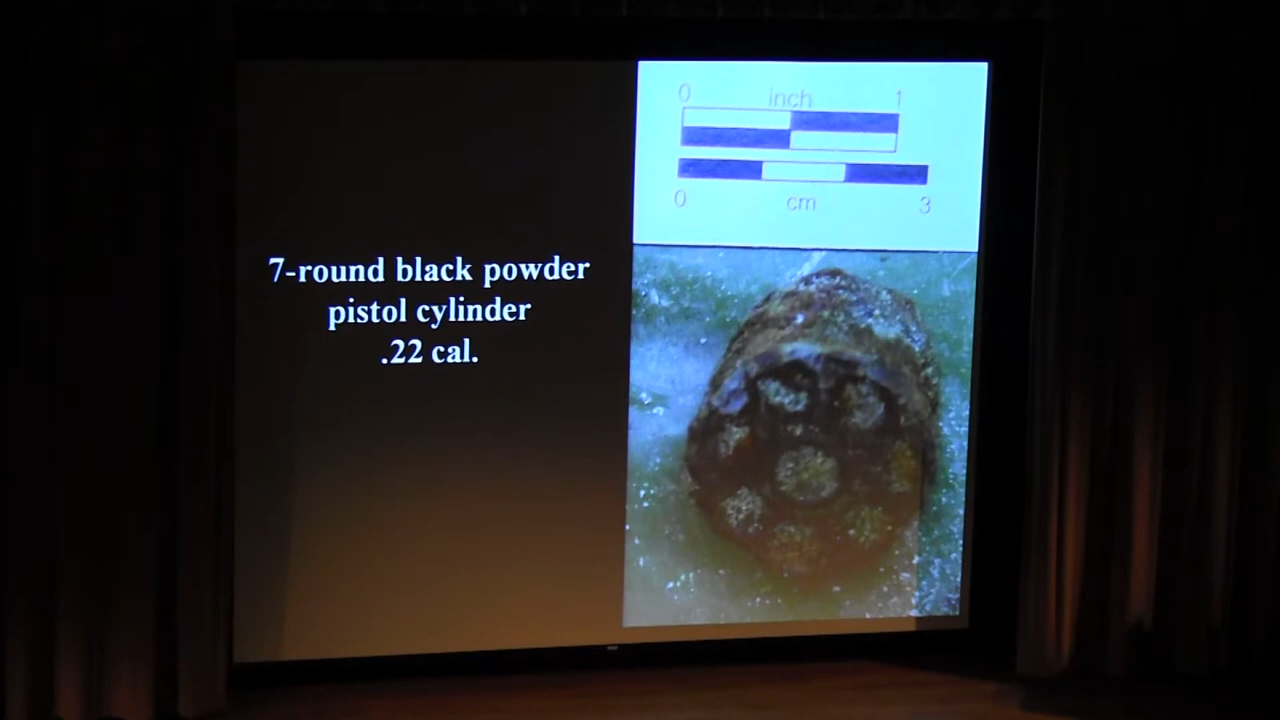 7-round black powder
pistol cylinder
.22 cal.
0 inch 1
0 cm 3